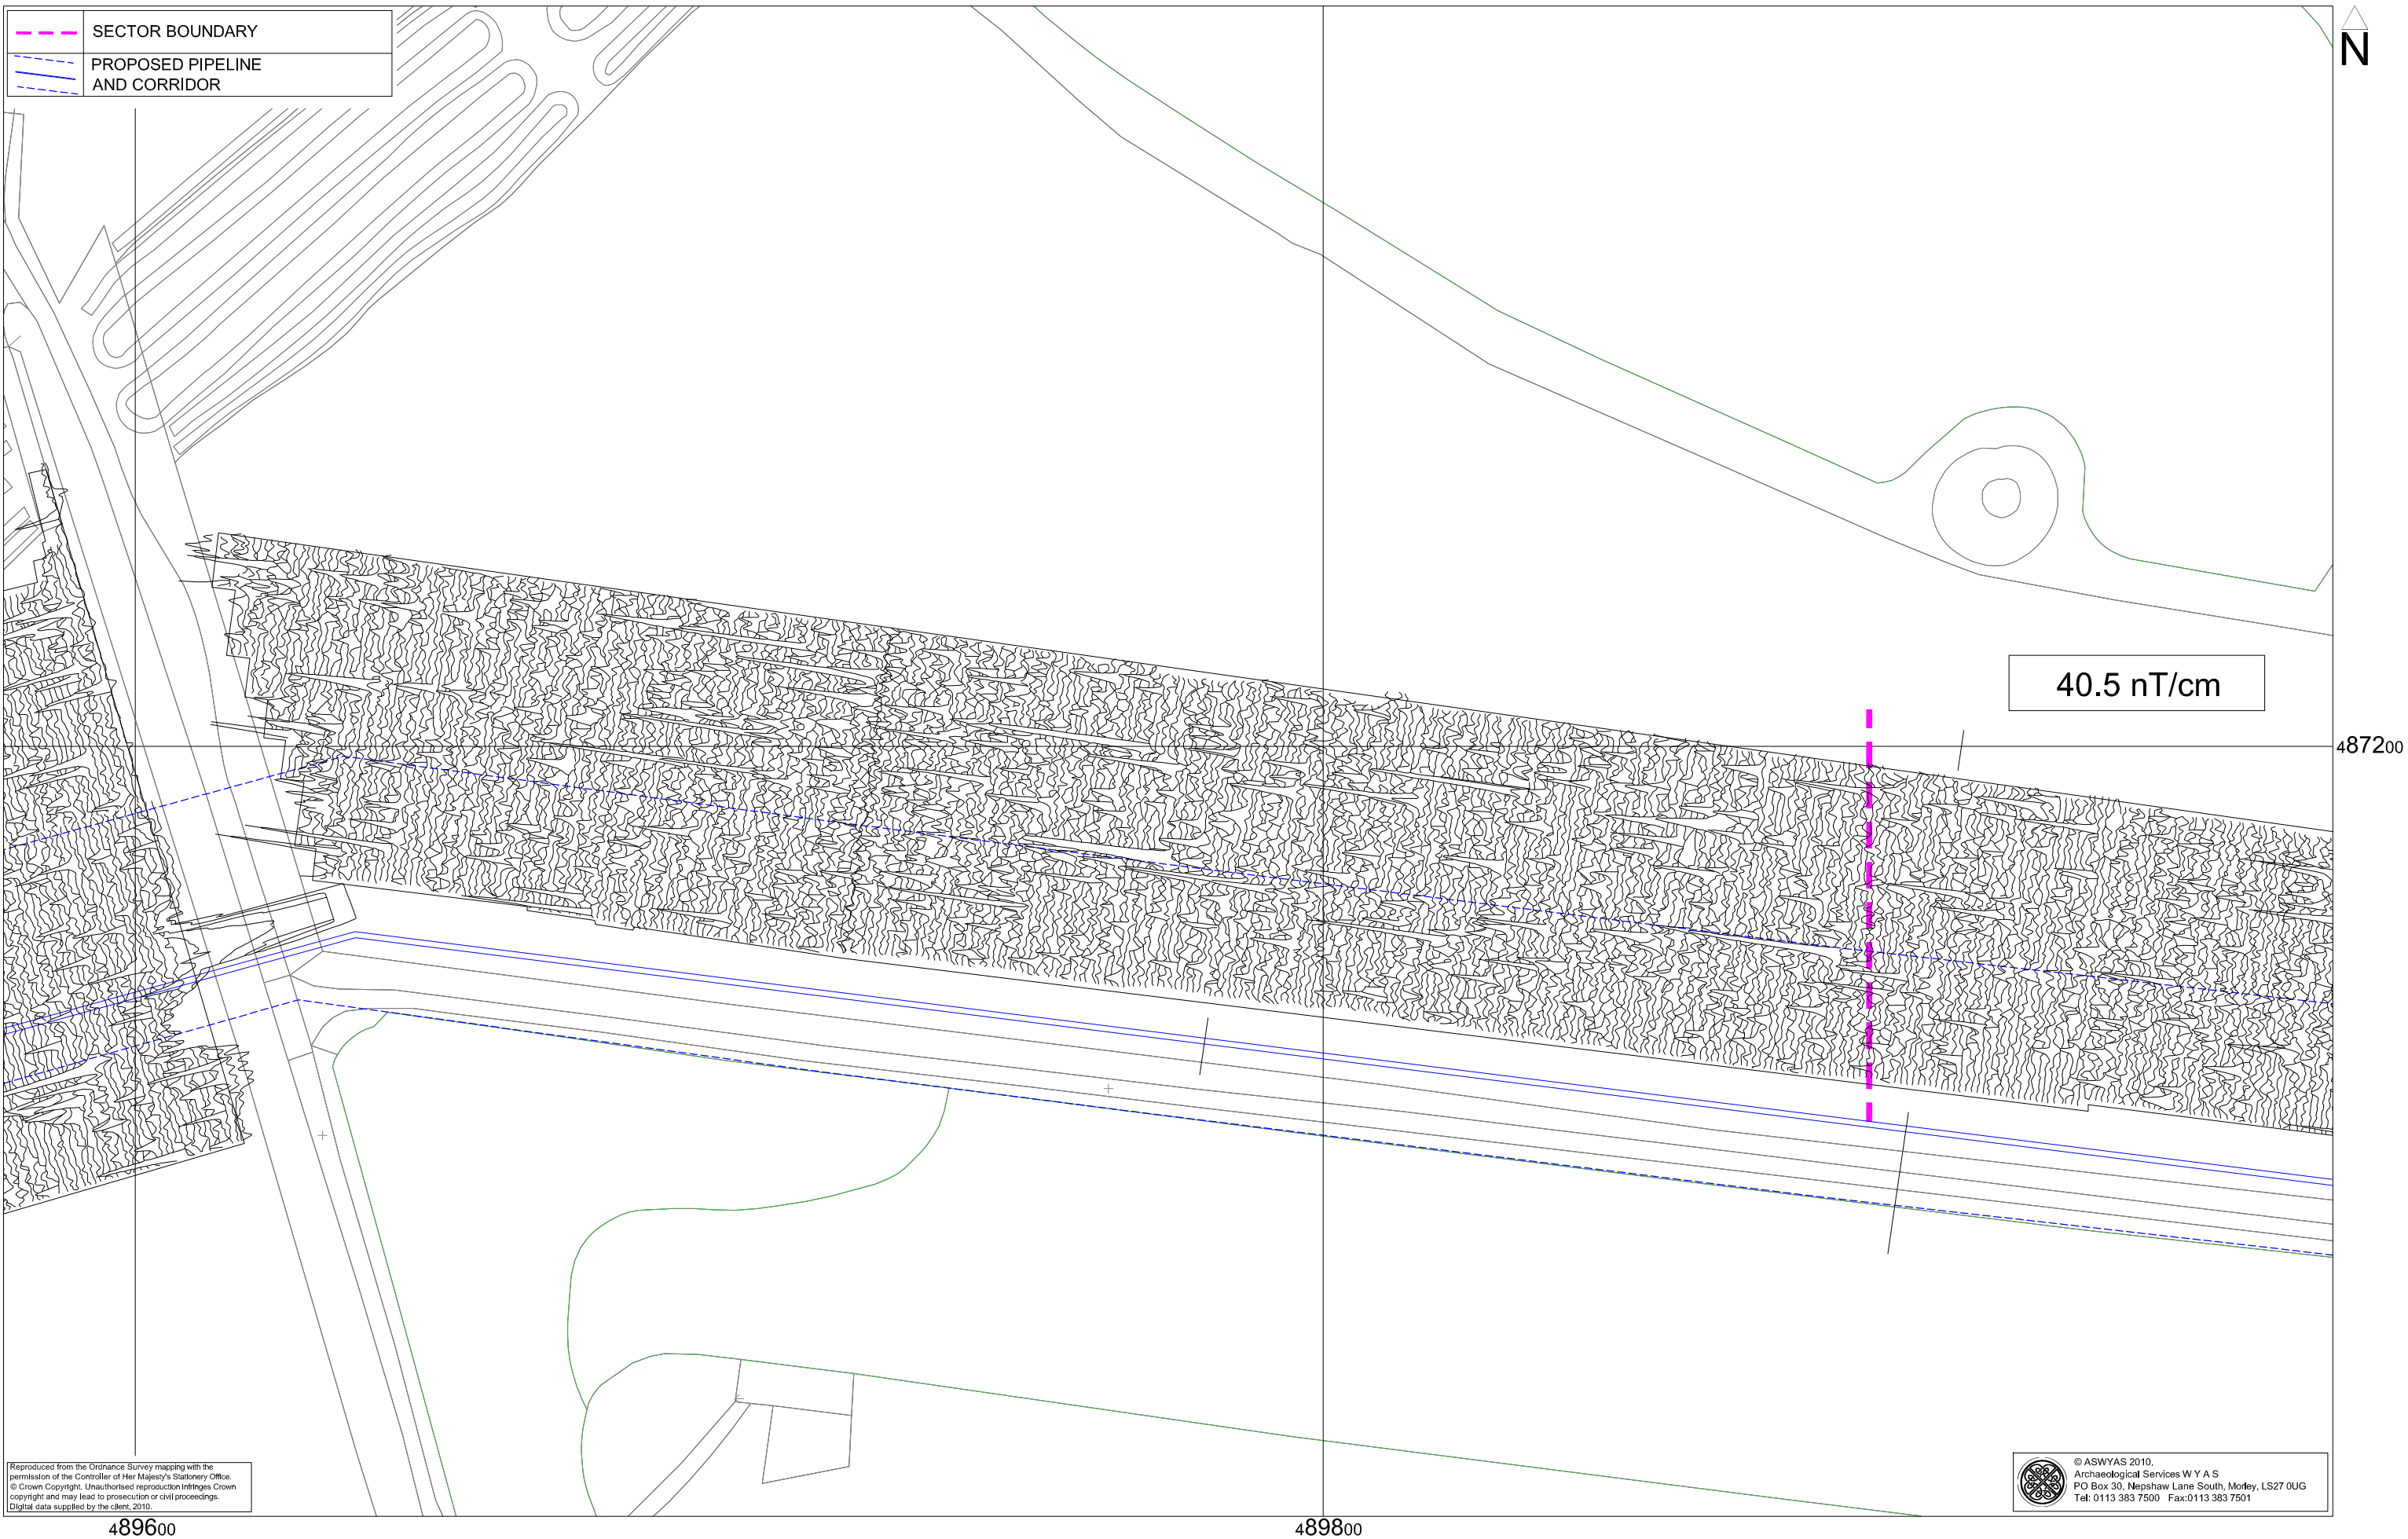 SECTOR BOUNDARY
PROPOSED PIPELINE
AND CORRIDOR
N
40.5 nT/cm
487200
Reproduced from the Ordnance Survey mapping with the
permission of the Controller of Her Majesty's Stationery Office.
© Crown Copyright. Unauthorised reproduction infringes Crown
copyright and may lead to prosecution or civil proceedings.
Digital data supplied by the client, 2010.
© ASWYAS 2010.
Archaeological Services W Y A S
PO Box 30, Nepshaw Lane South, Morley, LS27 0UG
Tel: 0113 383 7500 Fax:0113 383 7501
489600
489800